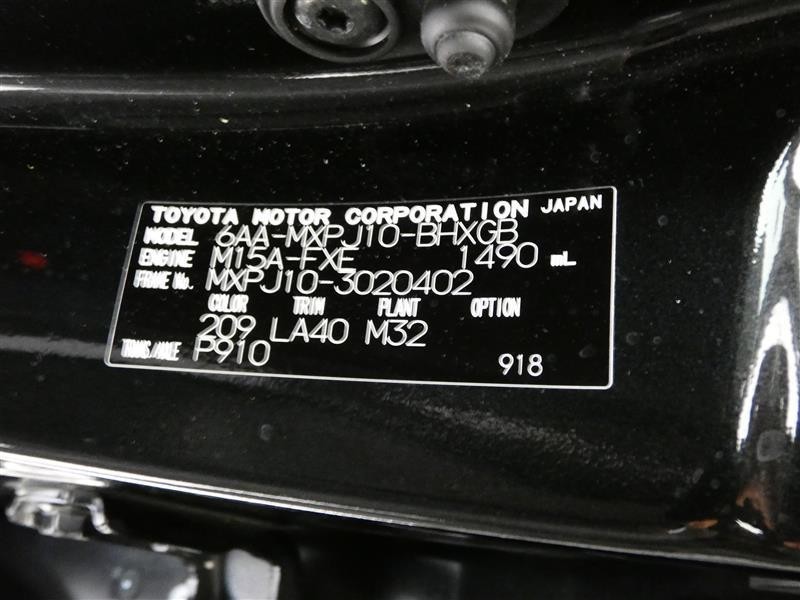 TOYOTA MOTOR CORPORATION JAPAN
MODEL 6AA-MXPJ10-BHXGB
ENGINE M15A-FXE 1490 mL
FRAME No. MXPJ10-3020402
COLOR TRIM PLANT OPTION
209 LA40 M32
TRANS./AXLE P910 918